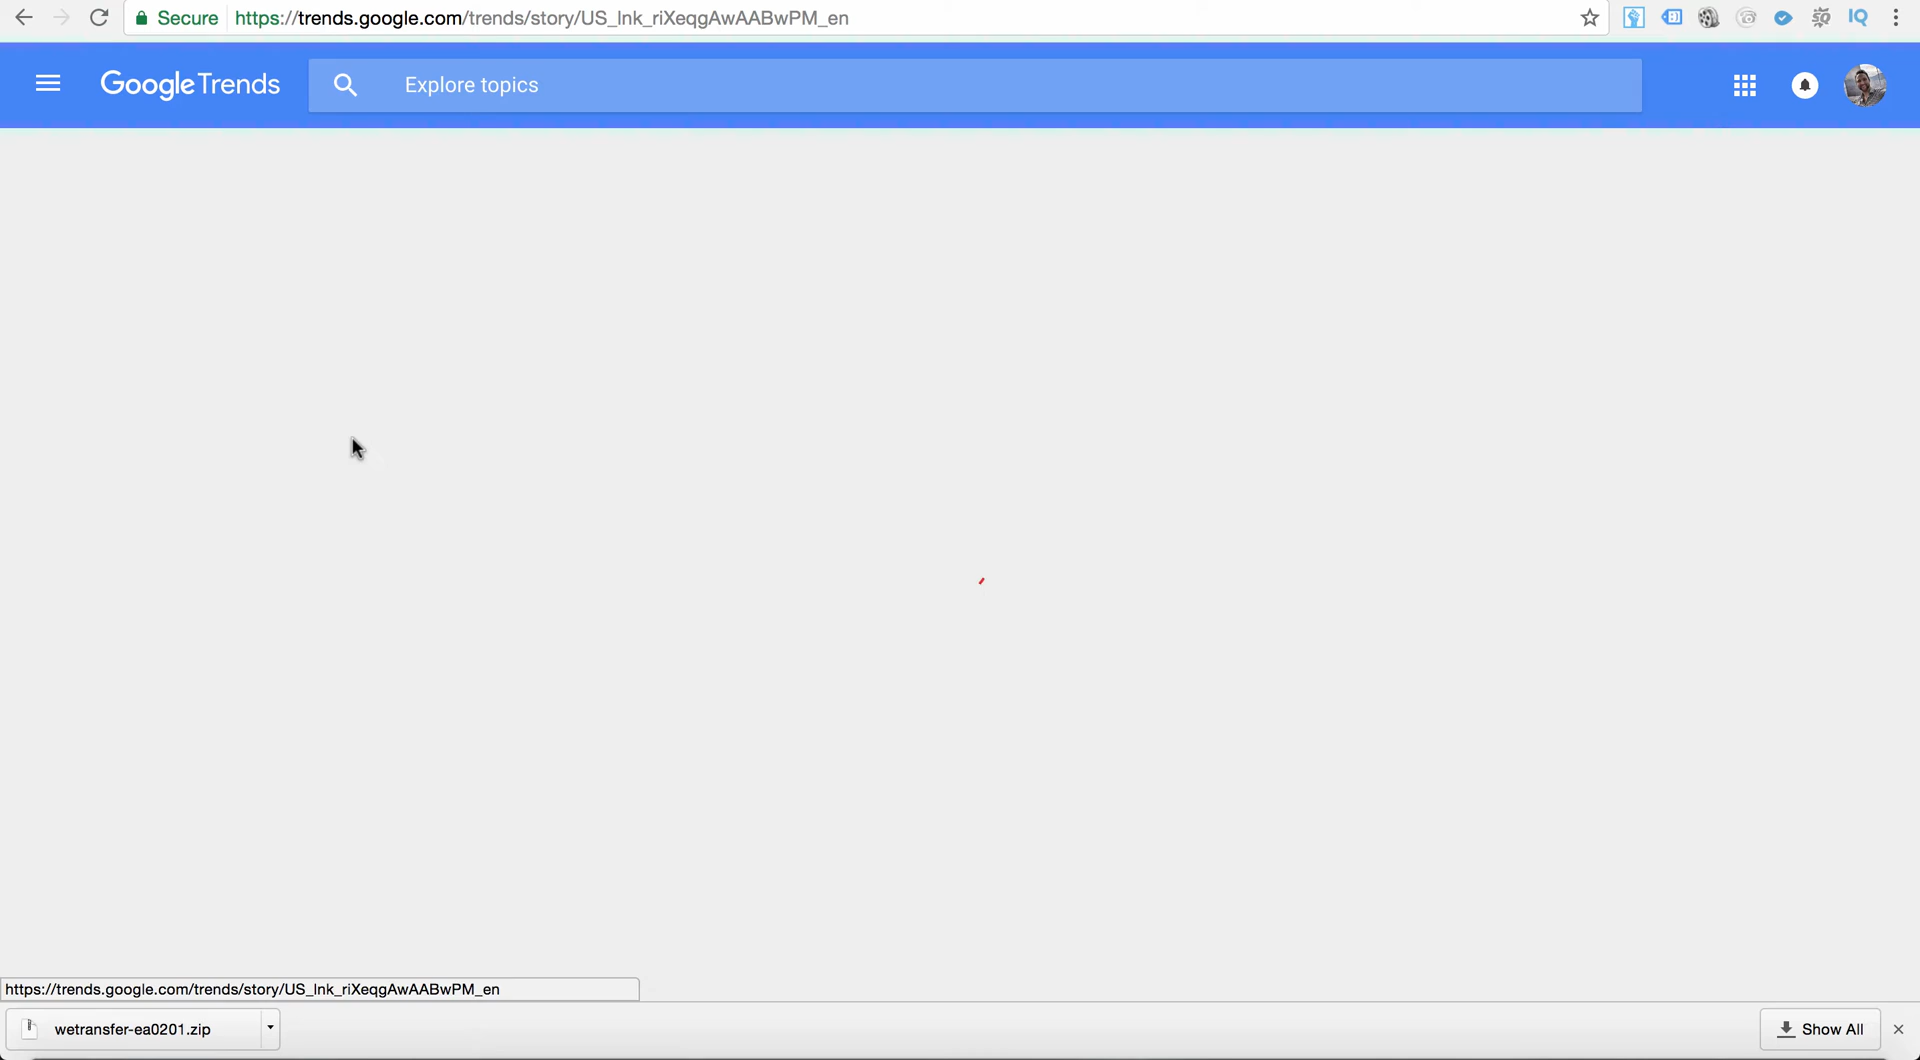 Secure https://trends.google.com/trends/story/US_lnk_riXeqgAwAABwPM_en
IQ
Google Trends
Explore topics
https://trends.google.com/trends/story/US_lnk_riXeqgAwAABwPM_en
wetransfer-ea0201.zip
Show All